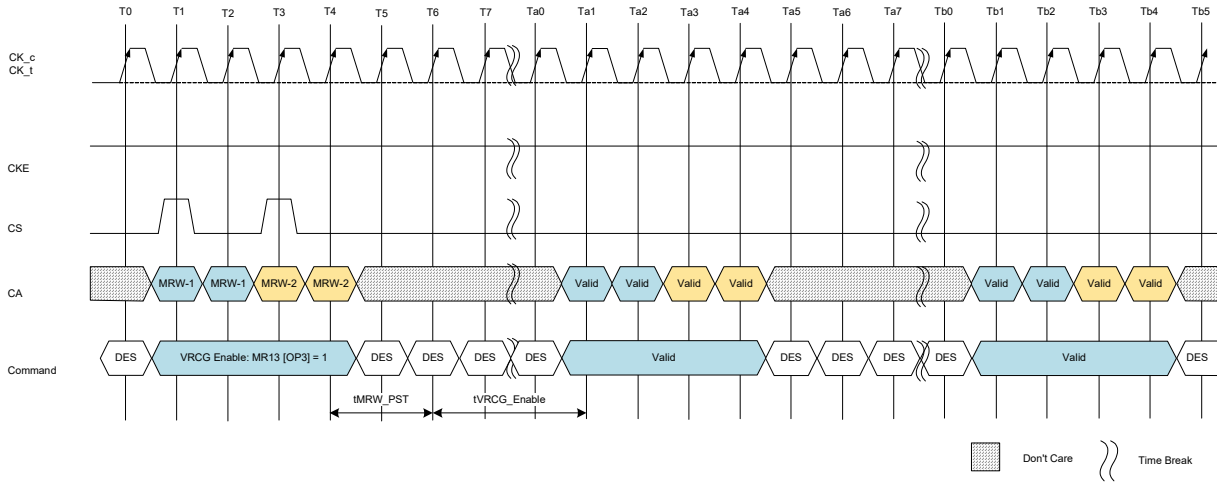 T0 T1 T2 T3 T4 T5 T6 T7 Ta0 Ta1 Ta2 Ta3 Ta4 Ta5 Ta6 Ta7 Tb0 Tb1 Tb2 Tb3 Tb4 Tb5
CK_c
CK_t
CKE
CS
CA MRW-1 MRW-1 MRW-2 MRW-2 Valid Valid Valid Valid Valid Valid Valid Valid
Command DES VRCG Enable: MR13 [OP3] = 1 DES DES DES DES Valid DES DES DES DES Valid DES
tMRW_PST tVRCG_Enable
Don't Care Time Break